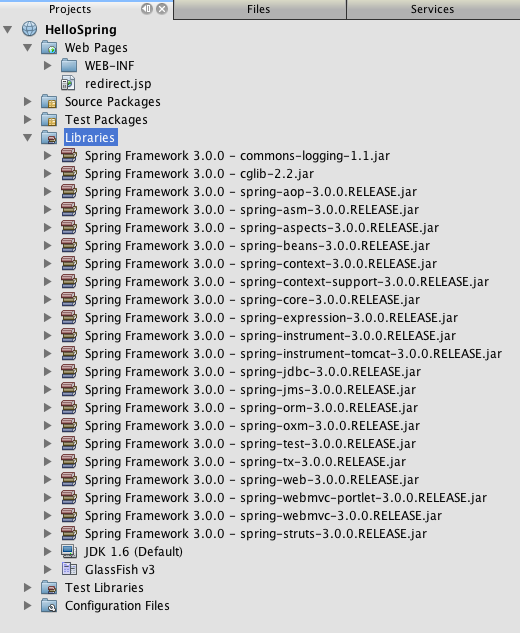 Projects Files Services
HelloSpring
Web Pages
WEB-INF
redirect.jsp
Source Packages
Test Packages
Libraries
Spring Framework 3.0.0 - commons-logging-1.1.jar
Spring Framework 3.0.0 - cglib-2.2.jar
Spring Framework 3.0.0 - spring-aop-3.0.0.RELEASE.jar
Spring Framework 3.0.0 - spring-asm-3.0.0.RELEASE.jar
Spring Framework 3.0.0 - spring-aspects-3.0.0.RELEASE.jar
Spring Framework 3.0.0 - spring-beans-3.0.0.RELEASE.jar
Spring Framework 3.0.0 - spring-context-3.0.0.RELEASE.jar
Spring Framework 3.0.0 - spring-context-support-3.0.0.RELEASE.jar
Spring Framework 3.0.0 - spring-core-3.0.0.RELEASE.jar
Spring Framework 3.0.0 - spring-expression-3.0.0.RELEASE.jar
Spring Framework 3.0.0 - spring-instrument-3.0.0.RELEASE.jar
Spring Framework 3.0.0 - spring-instrument-tomcat-3.0.0.RELEASE.jar
Spring Framework 3.0.0 - spring-jdbc-3.0.0.RELEASE.jar
Spring Framework 3.0.0 - spring-jms-3.0.0.RELEASE.jar
Spring Framework 3.0.0 - spring-orm-3.0.0.RELEASE.jar
Spring Framework 3.0.0 - spring-oxm-3.0.0.RELEASE.jar
Spring Framework 3.0.0 - spring-test-3.0.0.RELEASE.jar
Spring Framework 3.0.0 - spring-tx-3.0.0.RELEASE.jar
Spring Framework 3.0.0 - spring-web-3.0.0.RELEASE.jar
Spring Framework 3.0.0 - spring-webmvc-portlet-3.0.0.RELEASE.jar
Spring Framework 3.0.0 - spring-webmvc-3.0.0.RELEASE.jar
Spring Framework 3.0.0 - spring-struts-3.0.0.RELEASE.jar
JDK 1.6 (Default)
GlassFish v3
Test Libraries
Configuration Files